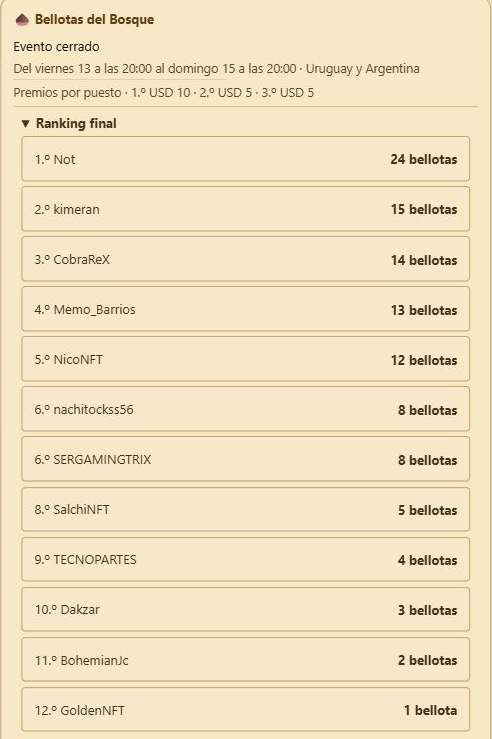 Bellotas del Bosque
Evento cerrado
Del viernes 13 a las 20:00 al domingo 15 a las 20:00 · Uruguay y Argentina
Premios por puesto · 1.º USD 10 · 2.º USD 5 · 3.º USD 5
▼ Ranking final
1.º Not 24 bellotas
2.º kimeran 15 bellotas
3.º CobraReX 14 bellotas
4.º Memo_Barrios 13 bellotas
5.º NicoNFT 12 bellotas
6.º nachitockss56 8 bellotas
6.º SERGAMINGTRIX 8 bellotas
8.º SalchiNFT 5 bellotas
9.º TECNOPARTES 4 bellotas
10.º Dakzar 3 bellotas
11.º BohemianJc 2 bellotas
12.º GoldenNFT 1 bellota